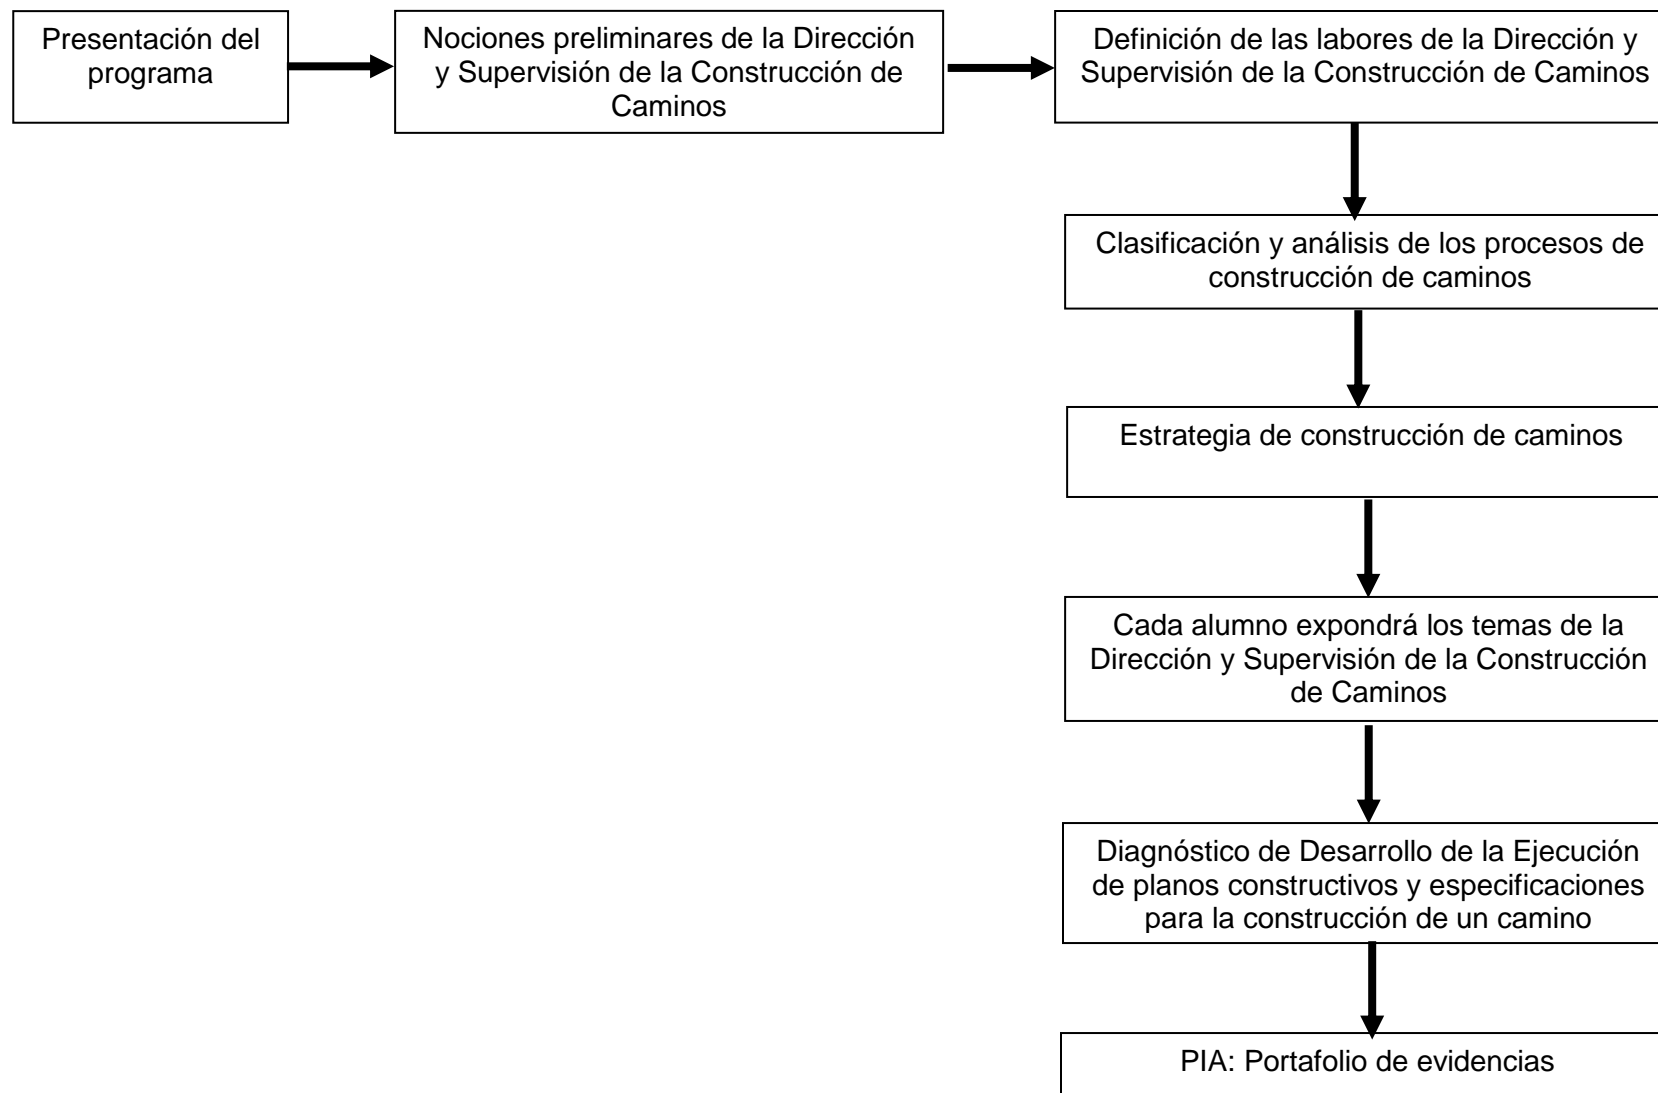 Presentación del
programa
Nociones preliminares de la Dirección
y Supervisión de la Construcción de
Caminos
Definición de las labores de la Dirección y
Supervisión de la Construcción de Caminos
Clasificación y análisis de los procesos de
construcción de caminos
Estrategia de construcción de caminos
Cada alumno expondrá los temas de la
Dirección y Supervisión de la Construcción
de Caminos
Diagnóstico de Desarrollo de la Ejecución
de planos constructivos y especificaciones
para la construcción de un camino
PIA: Portafolio de evidencias